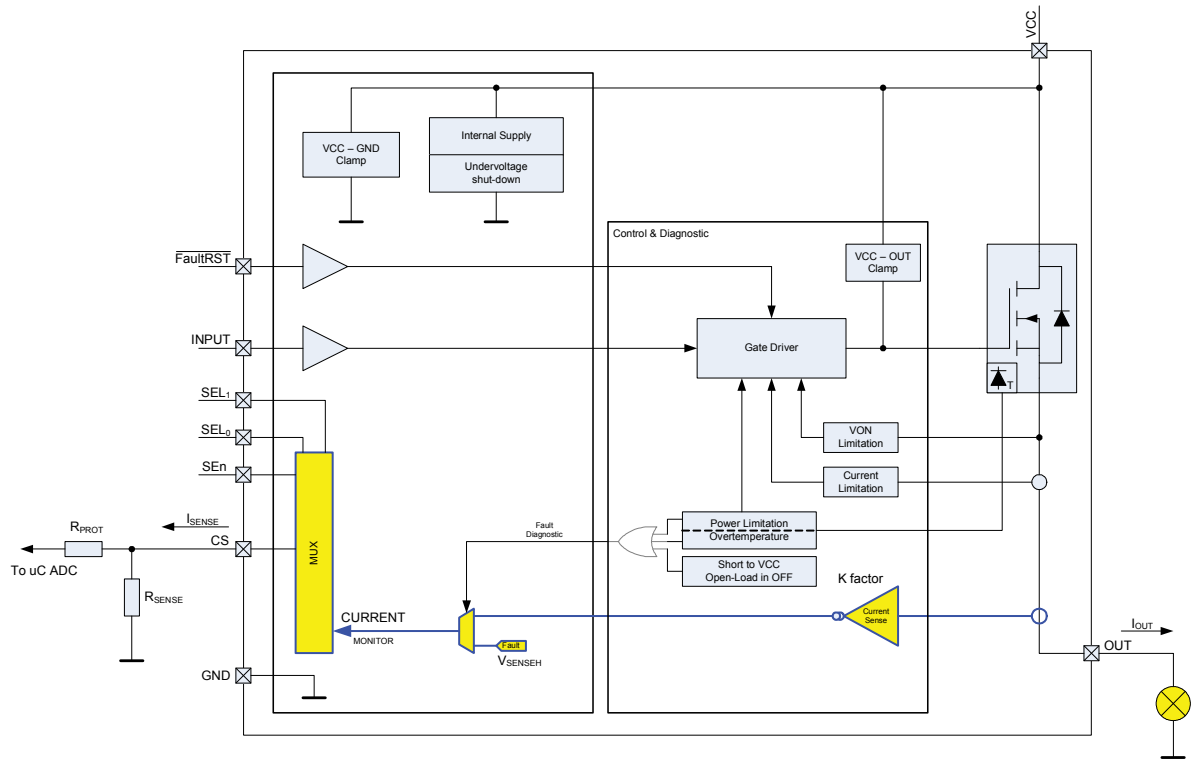 VCC
VCC – GND
Clamp
Internal Supply
Undervoltage
shut-down
Control & Diagnostic
FaultRST
VCC – OUT
Clamp
INPUT
Gate Driver
T
SEL1
SEL0
SEn
VON
Limitation
Current
Limitation
ISENSE
RPROT
CS
To uC ADC
RSENSE
MUX
Fault
Diagnostic
Power Limitation
Overtemperature
Short to VCC
Open-Load in OFF
K factor
Current
Sense
CURRENT
MONITOR
Fault
VSENSEH
IOUT
OUT
GND